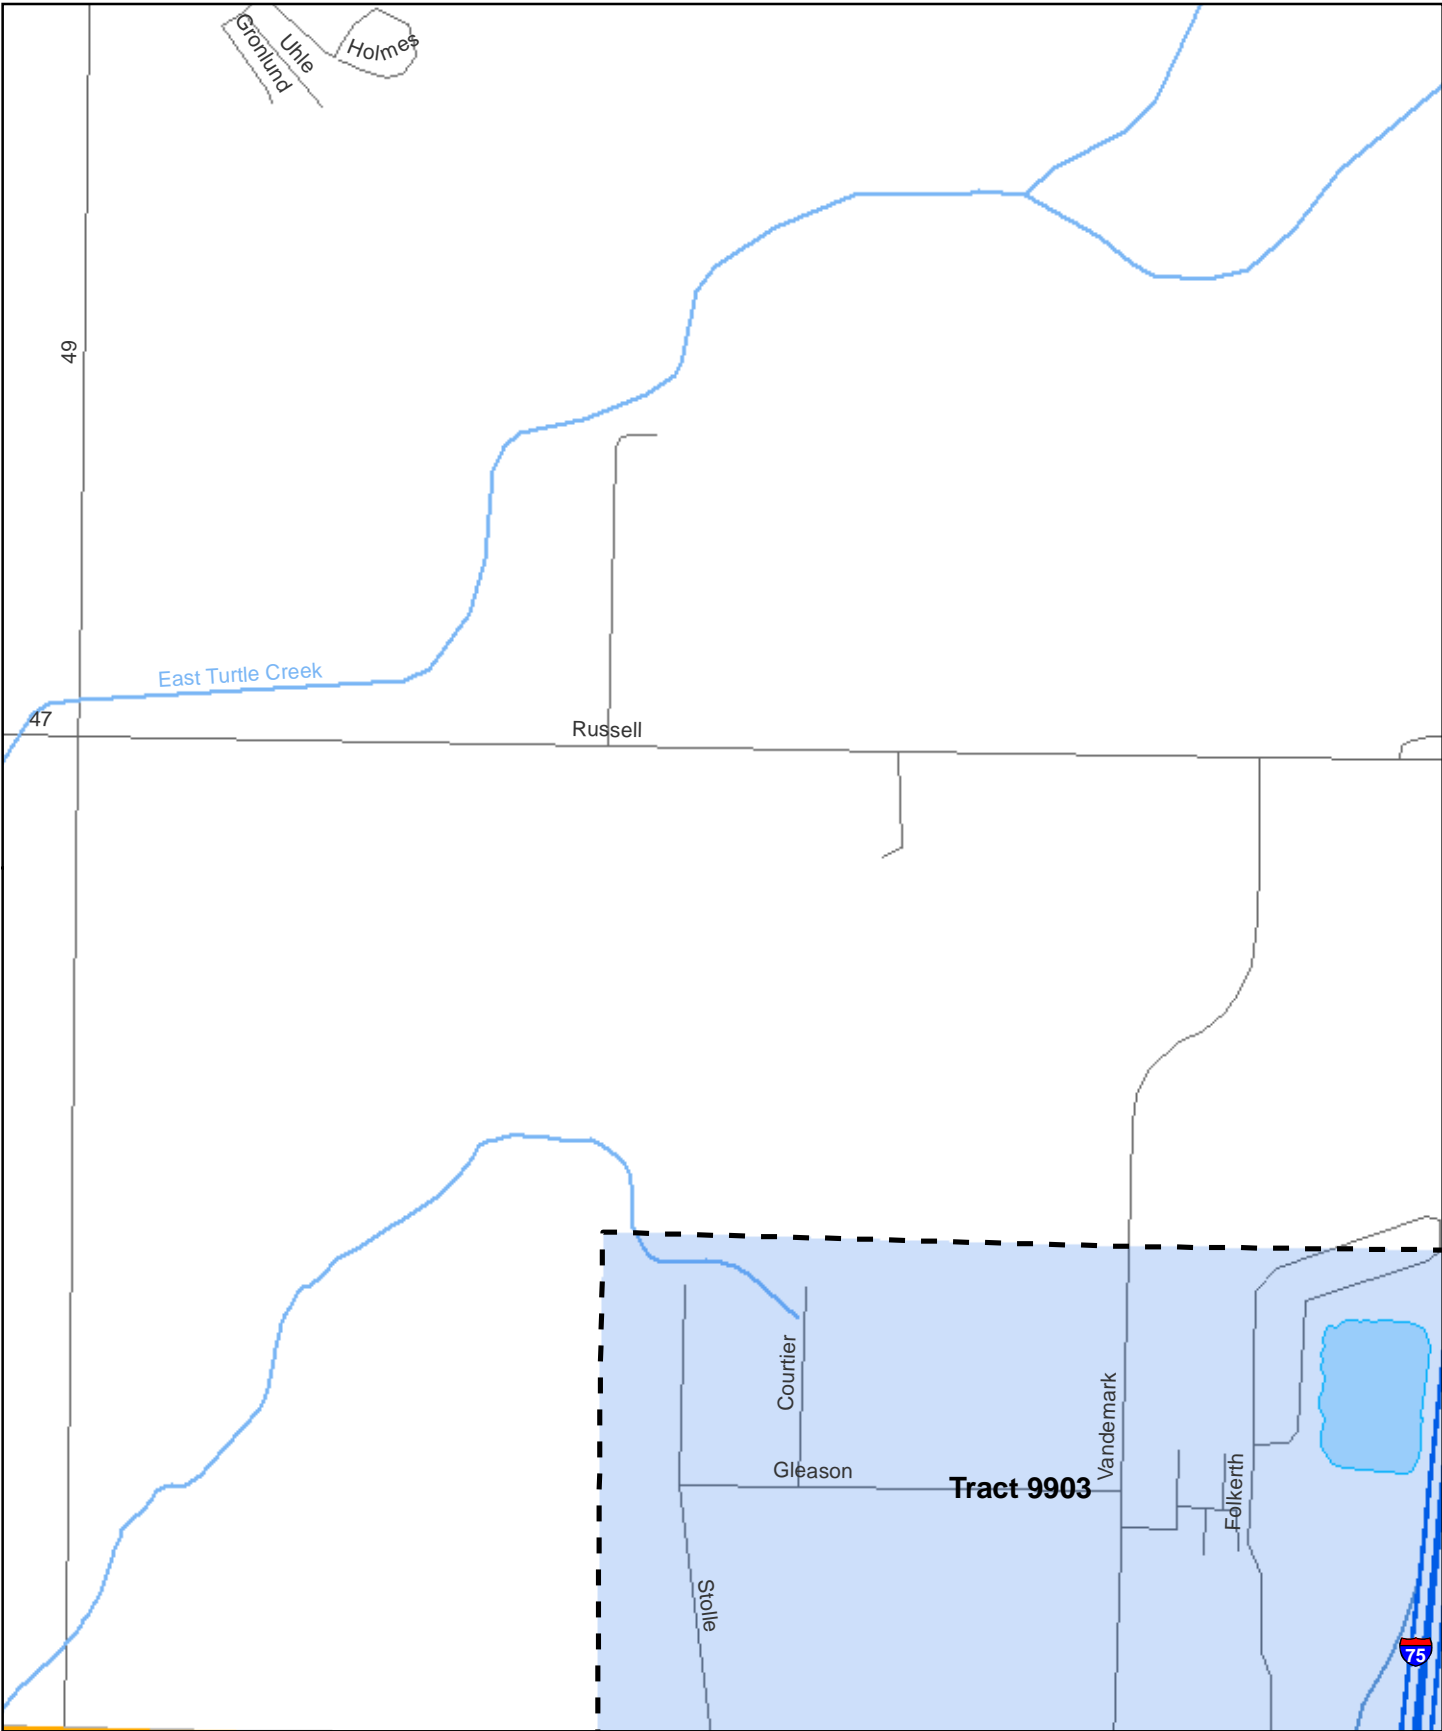 Gronlund
Uhle
Holmes
49
East Turtle Creek
47
Russell
Courtier
Vandemark
Gleason
Tract 9903
Folkerth
Stolle
75